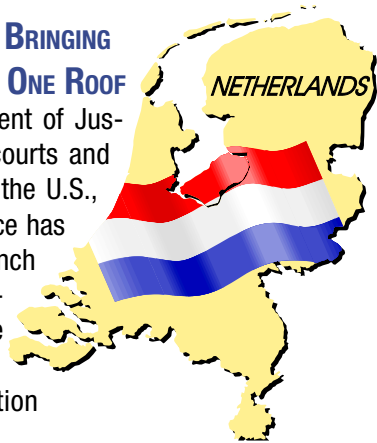 BRINGING
ONE ROOF
NETHERLANDS
ent of Jus-
courts and
the U.S.,
ce has
nch
-
e
tion